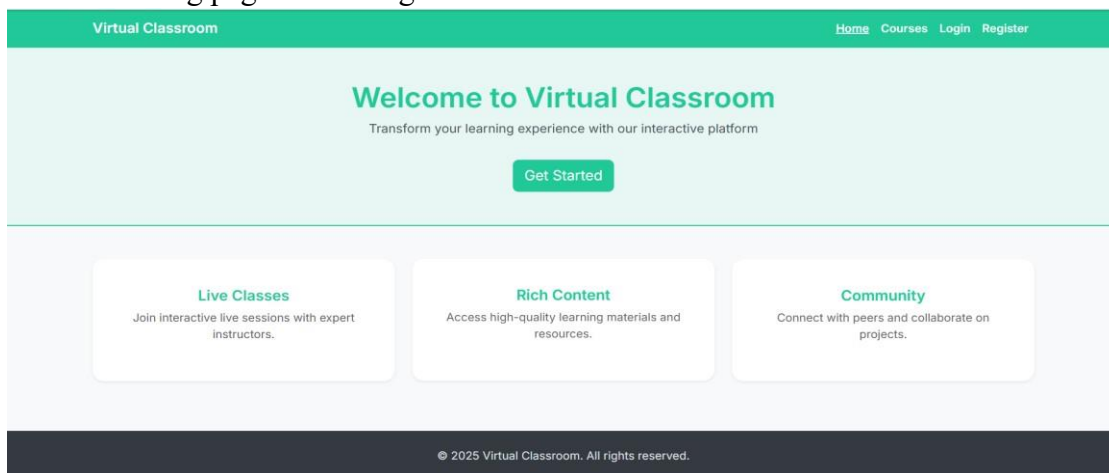 Virtual Classroom
Home Courses Login Register
Welcome to Virtual Classroom
Transform your learning experience with our interactive platform
Get Started
Live Classes
Join interactive live sessions with expert
instructors.
Rich Content
Access high-quality learning materials and
resources.
Community
Connect with peers and collaborate on
projects.
© 2025 Virtual Classroom. All rights reserved.